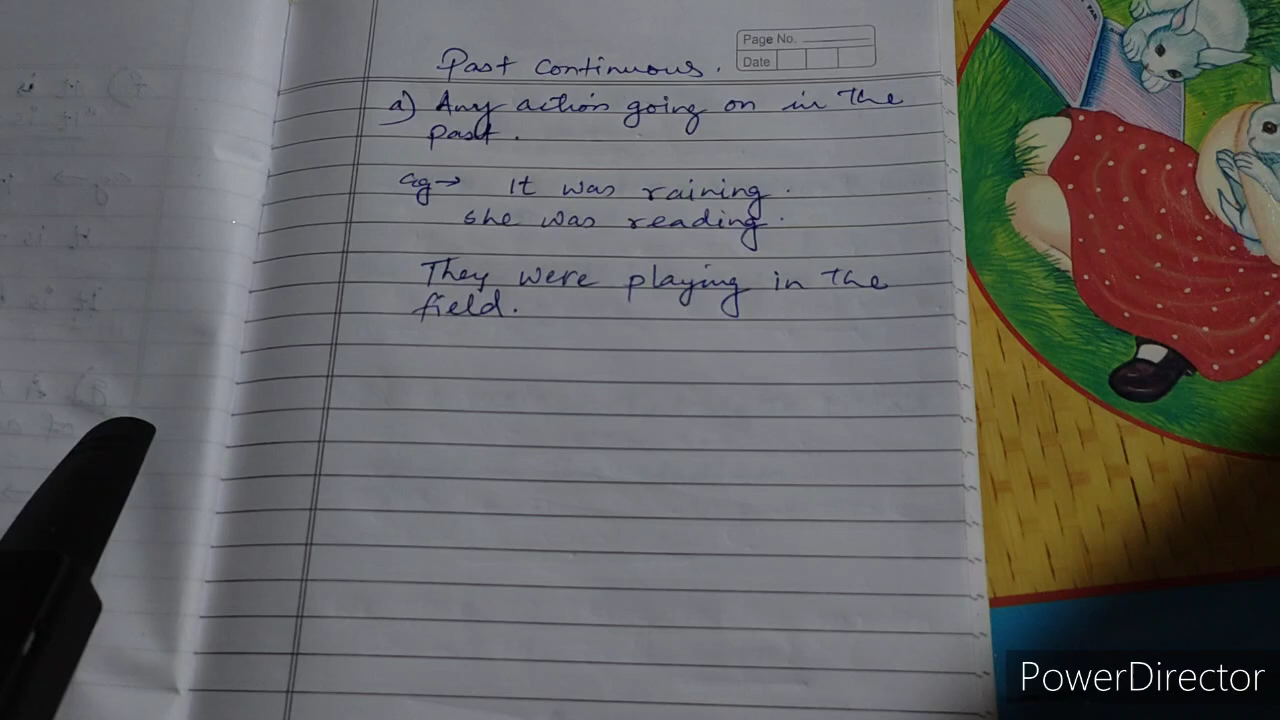 Page No.
Date
Past Continuous.
a) Any action going on in the
past.
eg→ It was raining.
she was reading.
They were playing in the
field.
PowerDirector